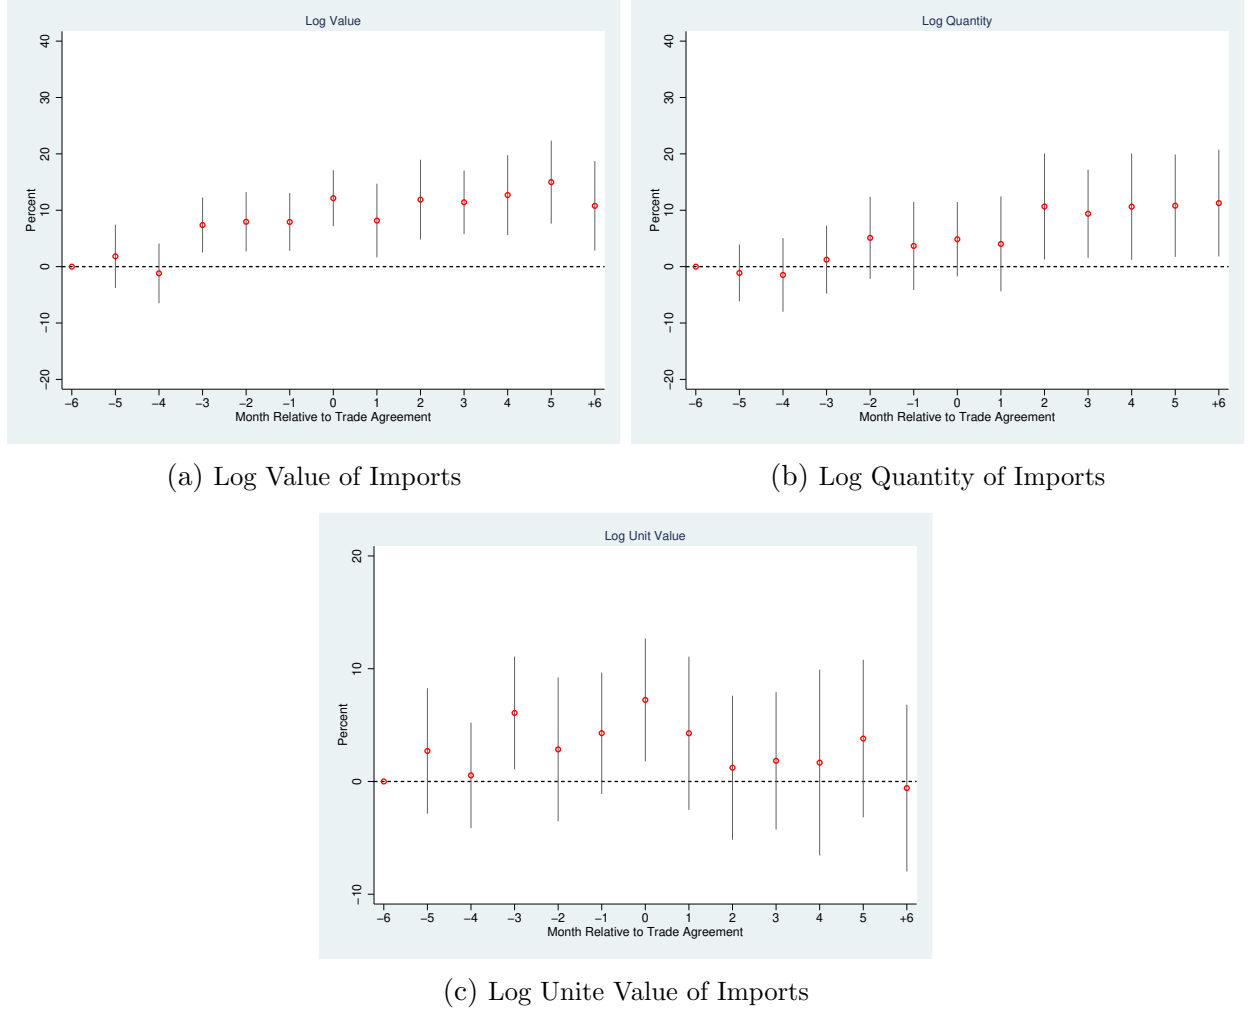 Log Value
40
30
20
10
0
−10
−20
Percent
−6 −5 −4 −3 −2 −1 0 1 2 3 4 5 +6
Month Relative to Trade Agreement
(a) Log Value of Imports
Log Quantity
40
30
20
10
0
−10
−20
Percent
−6 −5 −4 −3 −2 −1 0 1 2 3 4 5 +6
Month Relative to Trade Agreement
(b) Log Quantity of Imports
Log Unit Value
20
10
0
−10
Percent
−6 −5 −4 −3 −2 −1 0 1 2 3 4 5 +6
Month Relative to Trade Agreement
(c) Log Unite Value of Imports